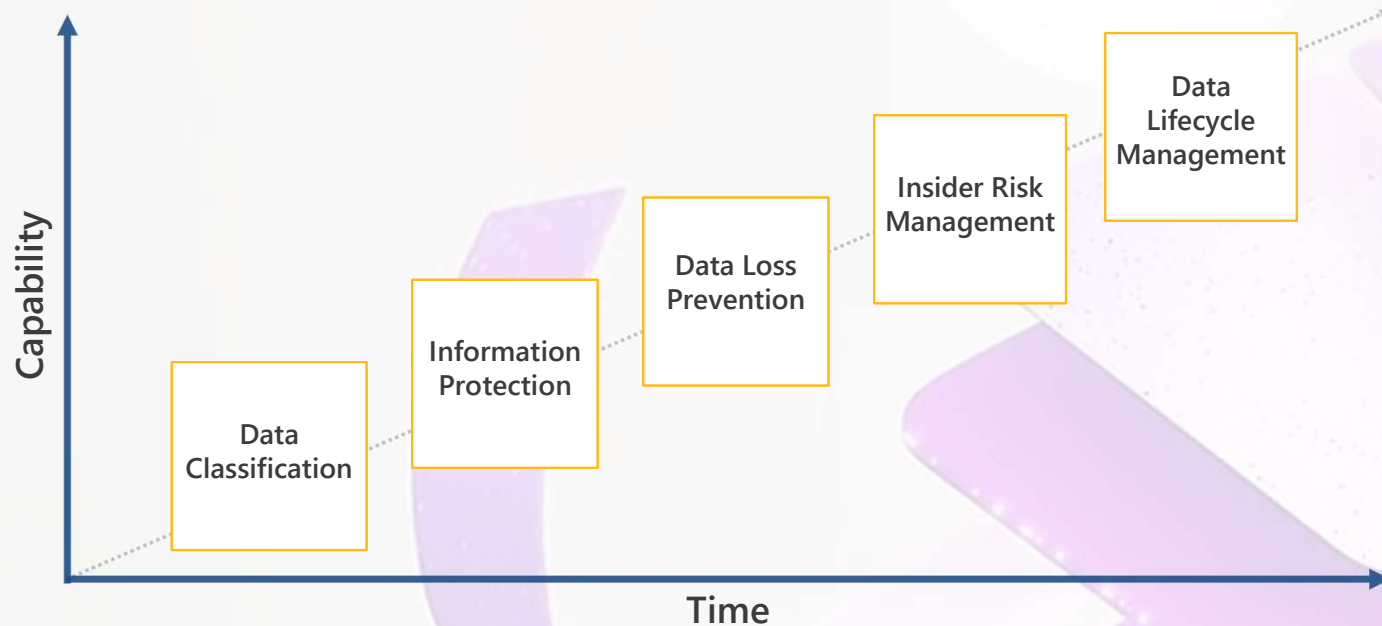 Capability
Data
Classification
Information
Protection
Data Loss
Prevention
Insider Risk
Management
Data
Lifecycle
Management
Time